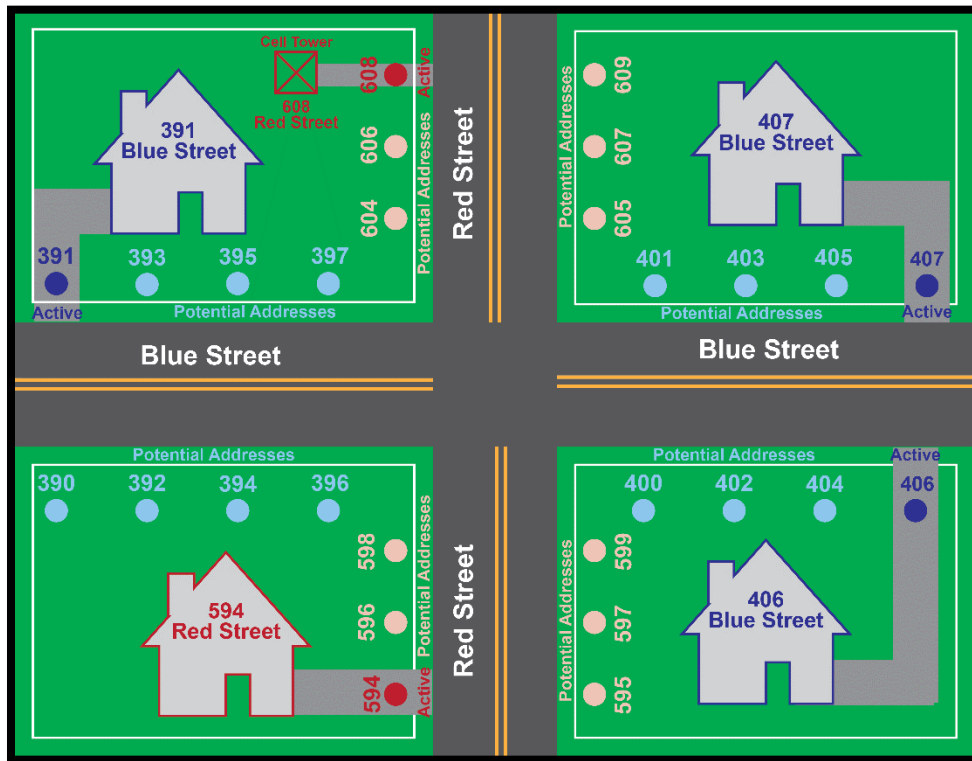 Cell Tower
608
Red Street
608
Active
606
604
Potential Addresses
391
Blue Street
391
393
395
397
Active
Potential Addresses
Red Street
609
607
605
Potential Addresses
407
Blue Street
401
403
405
407
Potential Addresses
Active
Blue Street
Blue Street
Potential Addresses
390
392
394
396
598
596
Potential Addresses
594
Red Street
594
Active
Red Street
Potential Addresses
Active
400
402
404
406
599
597
595
Potential Addresses
406
Blue Street